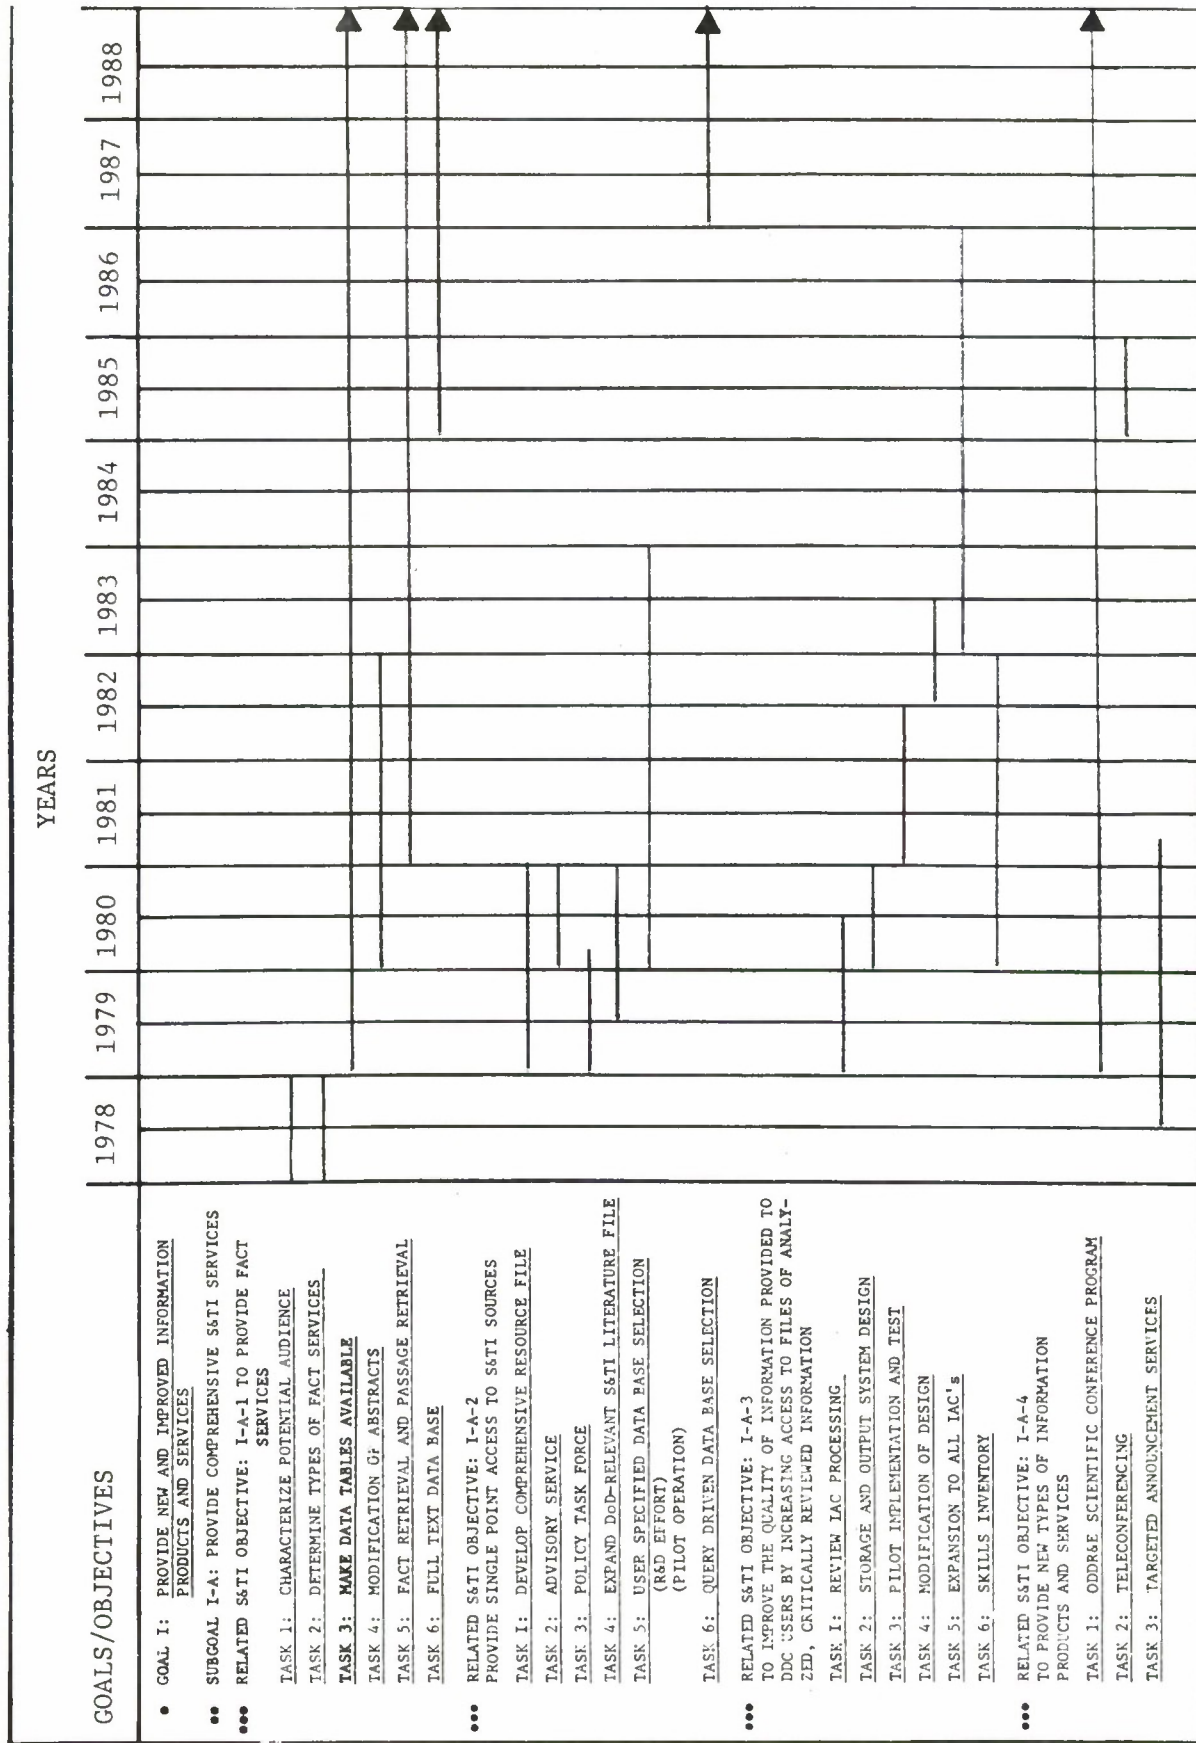 YEARS
GOALS/OBJECTIVES
1978 1979 1980 1981 1982 1983 1984 1985 1986 1987 1988
• GOAL I: PROVIDE NEW AND IMPROVED INFORMATION
PRODUCTS AND SERVICES
•• SUBGOAL I-A: PROVIDE COMPREHENSIVE S&TI SERVICES
••• RELATED S&TI OBJECTIVE: I-A-1 TO PROVIDE FACT
SERVICES
TASK 1: CHARACTERIZE POTENTIAL AUDIENCE
TASK 2: DETERMINE TYPES OF FACT SERVICES
TASK 3: MAKE DATA TABLES AVAILABLE
TASK 4: MODIFICATION OF ABSTRACTS
TASK 5: FACT RETRIEVAL AND PASSAGE RETRIEVAL
TASK 6: FULL TEXT DATA BASE
••• RELATED S&TI OBJECTIVE: I-A-2
PROVIDE SINGLE POINT ACCESS TO S&TI SOURCES
TASK 1: DEVELOP COMPREHENSIVE RESOURCE FILE
TASK 2: ADVISORY SERVICE
TASK 3: POLICY TASK FORCE
TASK 4: EXPAND DoD-RELEVANT S&TI LITERATURE FILE
TASK 5: USER SPECIFIED DATA BASE SELECTION
(R&D EFFORT)
(PILOT OPERATION)
TASK 6: QUERY DRIVEN DATA BASE SELECTION
••• RELATED S&TI OBJECTIVE: I-A-3
TO IMPROVE THE QUALITY OF INFORMATION PROVIDED TO
DDC USERS BY INCREASING ACCESS TO FILES OF ANALY-
ZED, CRITICALLY REVIEWED INFORMATION
TASK 1: REVIEW IAC PROCESSING
TASK 2: STORAGE AND OUTPUT SYSTEM DESIGN
TASK 3: PILOT IMPLEMENTATION AND TEST
TASK 4: MODIFICATION OF DESIGN
TASK 5: EXPANSION TO ALL IAC's
TASK 6: SKILLS INVENTORY
••• RELATED S&TI OBJECTIVE: I-A-4
TO PROVIDE NEW TYPES OF INFORMATION
PRODUCTS AND SERVICES
TASK 1: ODDR&E SCIENTIFIC CONFERENCE PROGRAM
TASK 2: TELECONFERENCING
TASK 3: TARGETED ANNOUNCEMENT SERVICES